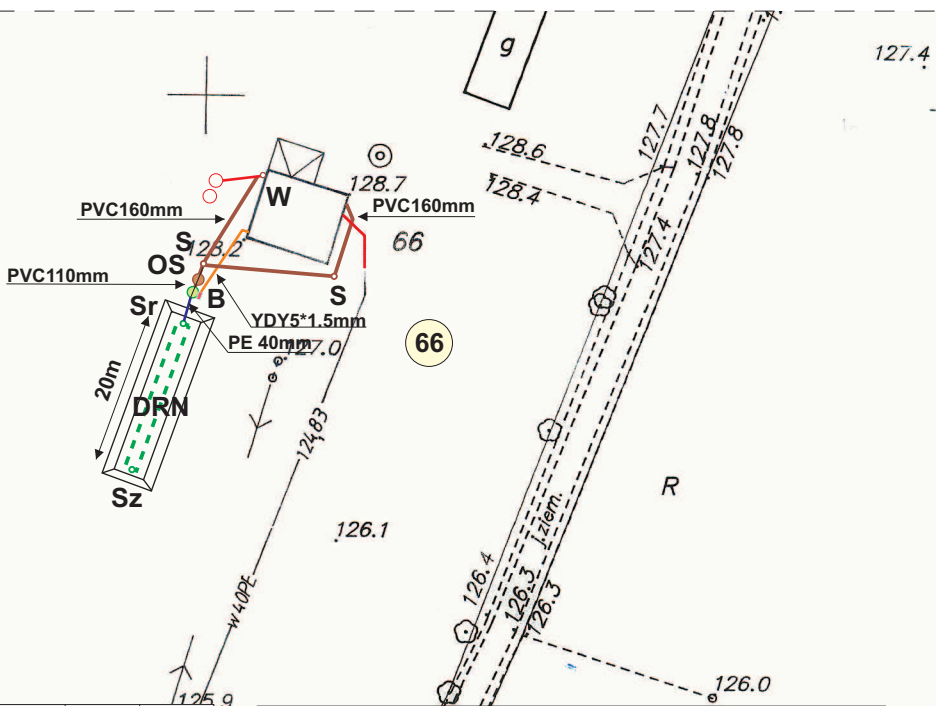 g
127.4
127.7
128.6
127.8
127.8
128.4
128.7
W
PVC160mm
PVC160mm
66
S
128.2
OS
127.4
PVC110mm
B
S
Sr
YDY5*1.5mm
PE 40mm
127.0
66
20m
DRN
124,83
Sz
R
126.1
j.ziem.
126.4
126.3
126.3
w40PE
126.0
125.9